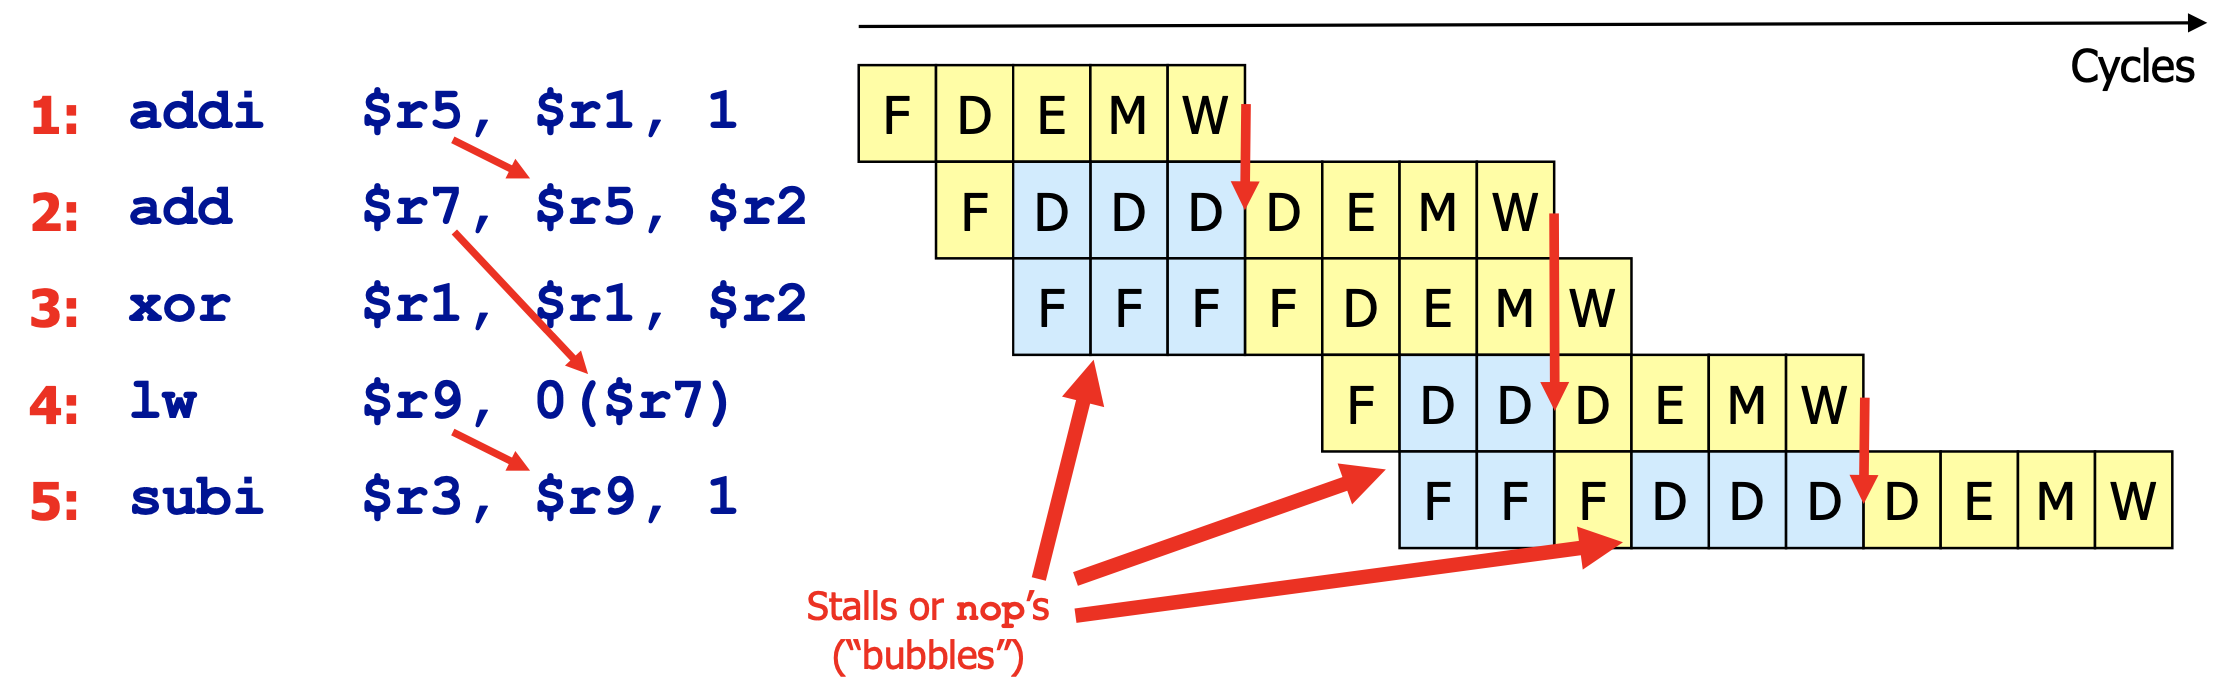 Cycles
1: addi $r5, $r1, 1 F D E M W
2: add $r7, $r5, $r2 F D D D D E M W
3: xor $r1, $r1, $r2 F F F F D E M W
4: lw $r9, 0($r7) F D D D E M W
5: subi $r3, $r9, 1 F F F D D D D E M W
Stalls or nop's
(“bubbles”)